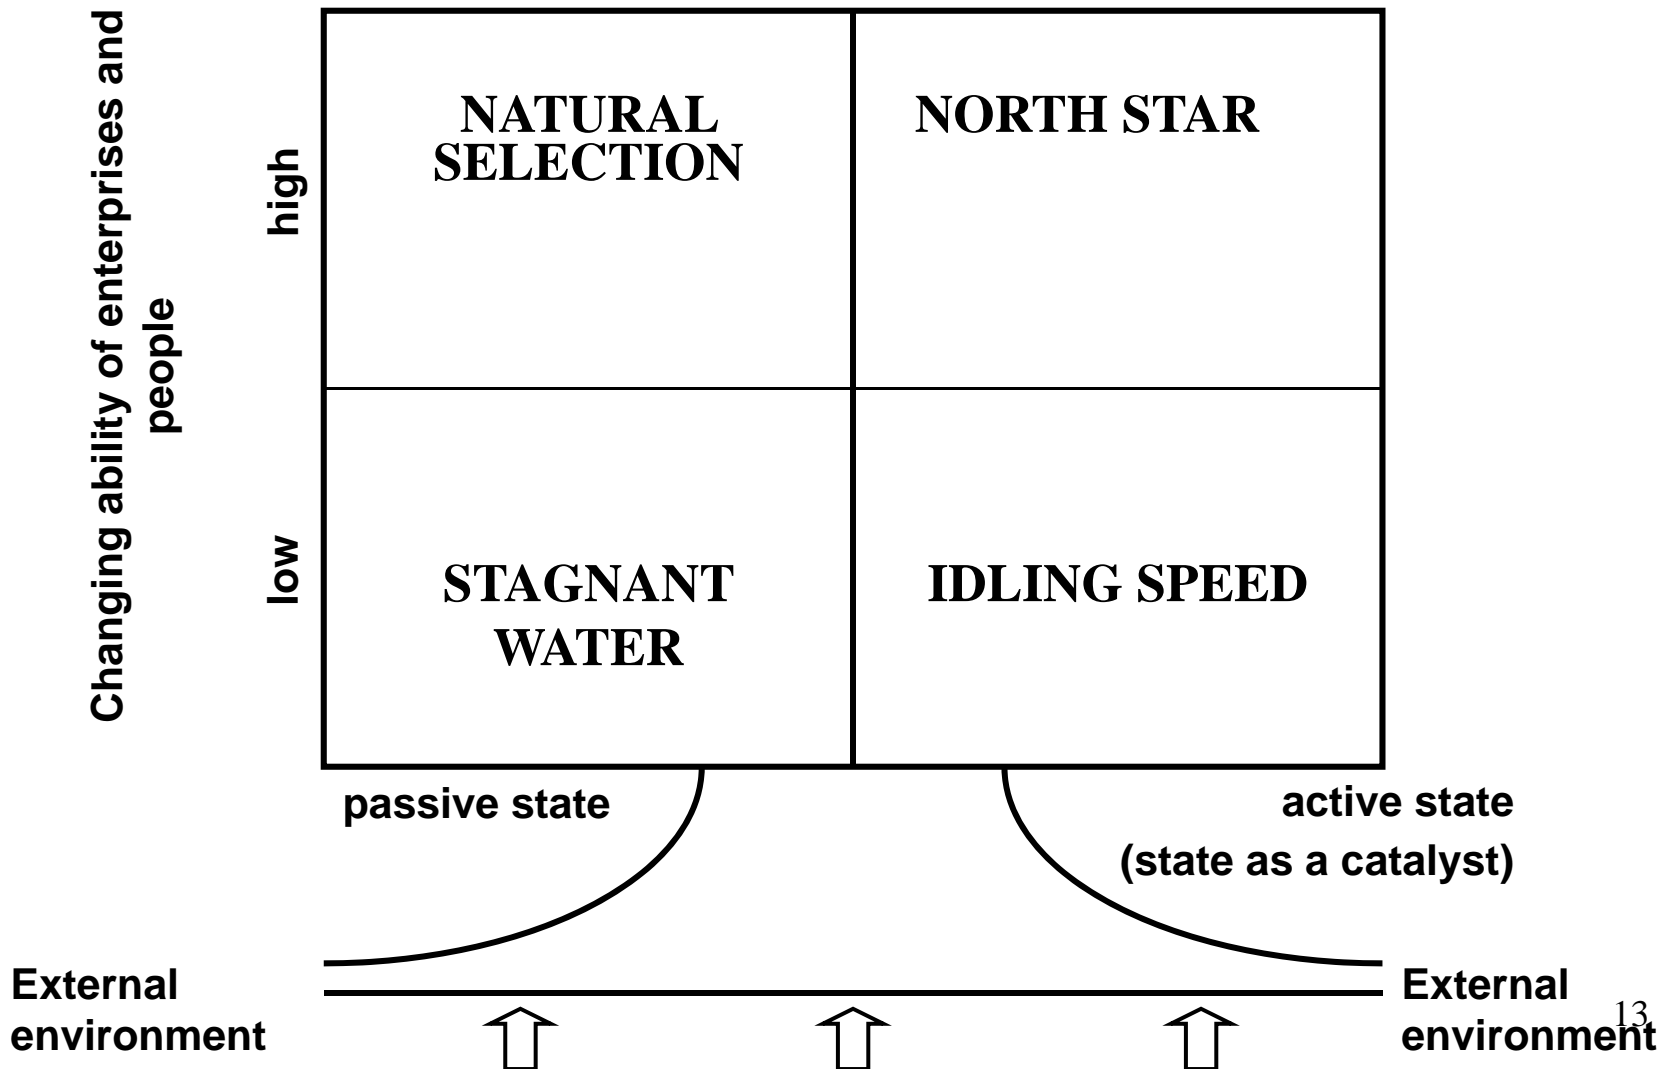 Changing ability of enterprises and
people
high
NATURAL
SELECTION
NORTH STAR
low
STAGNANT
WATER
IDLING SPEED
passive state
active state
(state as a catalyst)
External
environment
External
environment
13